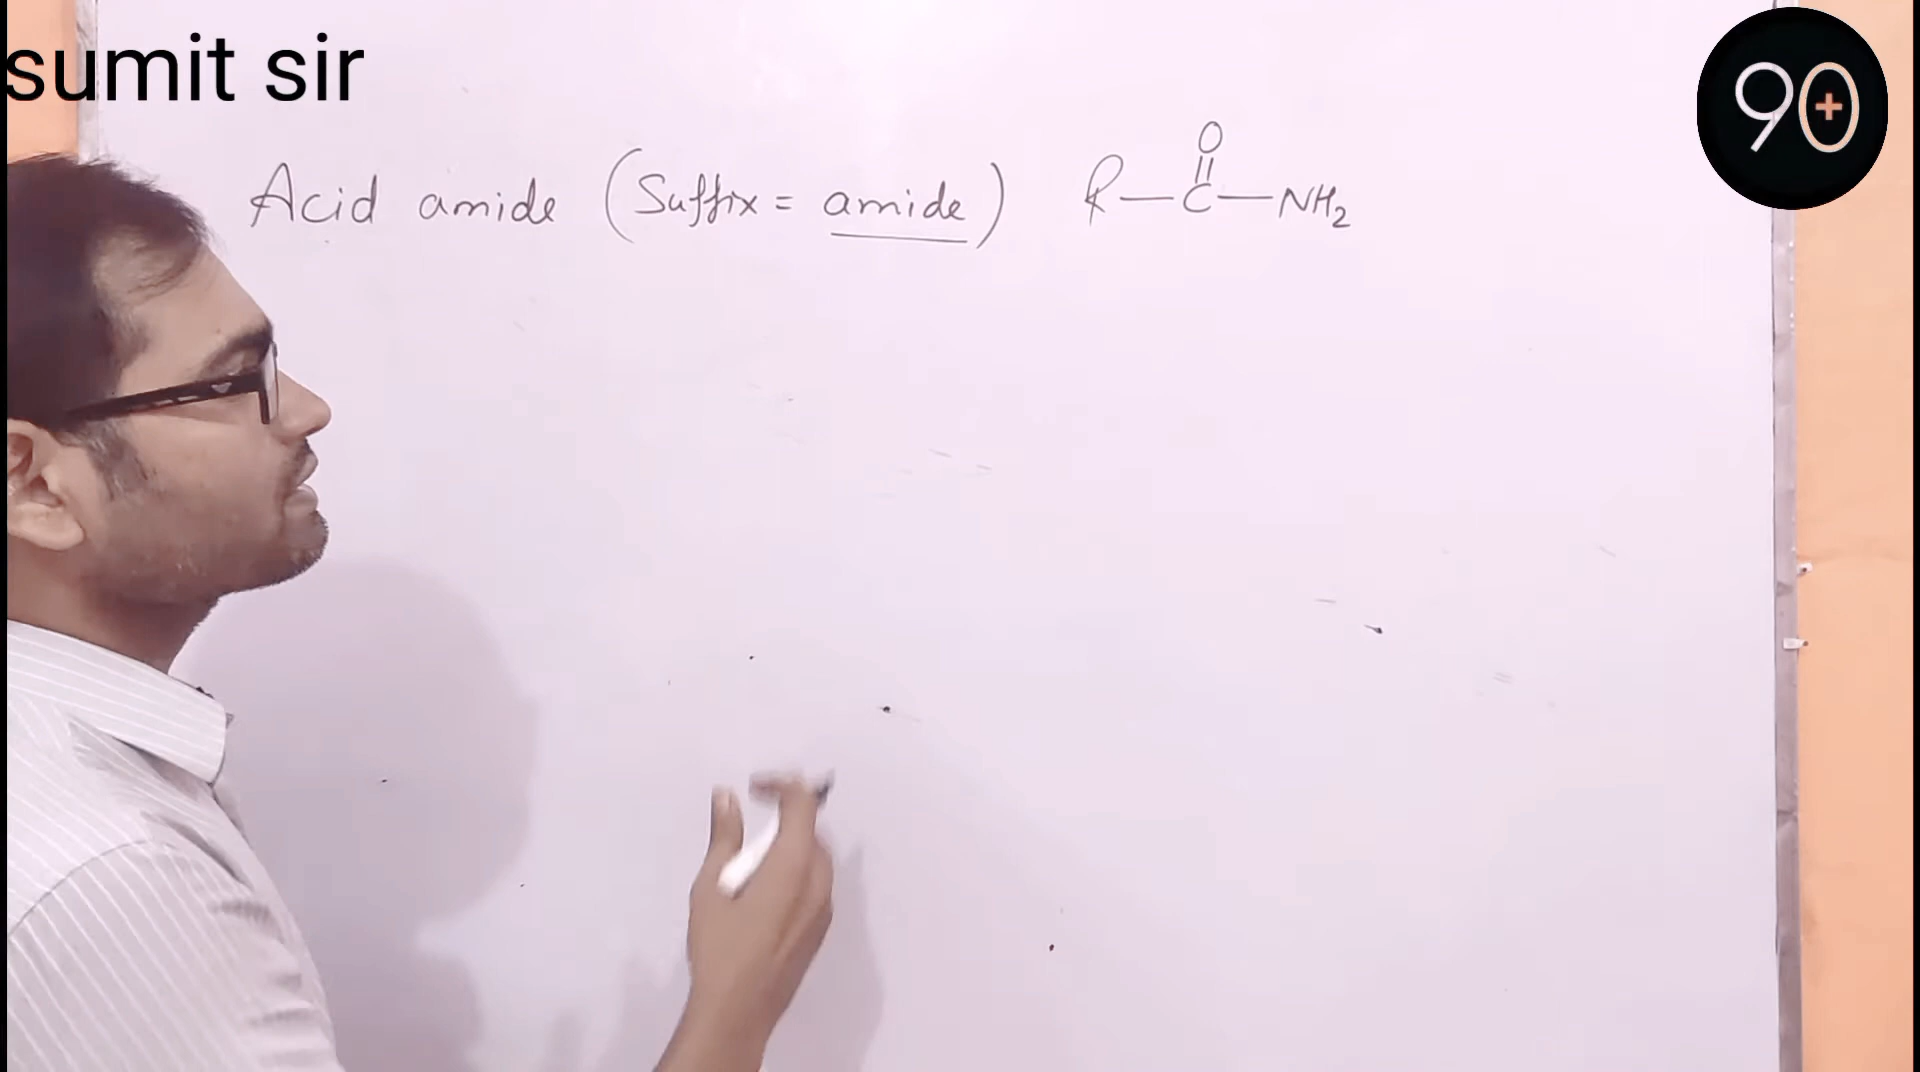 sumit sir
90+
Acid amide (Suffix = amide) R—C—NH2
O
||